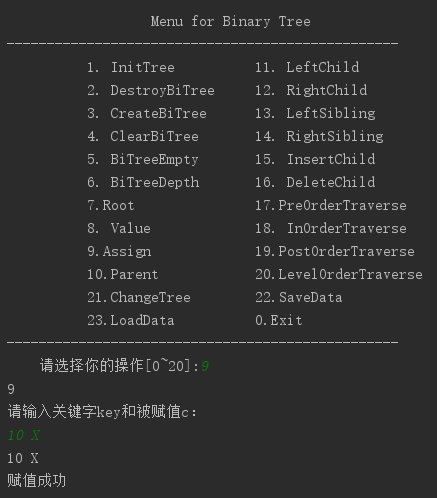 Menu for Binary Tree
-------------------------------------------------
1. InitTree 11. LeftChild
2. DestroyBiTree 12. RightChild
3. CreateBiTree 13. LeftSibling
4. ClearBiTree 14. RightSibling
5. BiTreeEmpty 15. InsertChild
6. BiTreeDepth 16. DeleteChild
7.Root 17.PreOrderTraverse
8. Value 18. InOrderTraverse
9.Assign 19.PostOrderTraverse
10.Parent 20.LevelOrderTraverse
21.ChangeTree 22.SaveData
23.LoadData 0.Exit
-------------------------------------------------
请选择你的操作[0~20]:9
9
请输入关键字key和被赋值c：
10 X
10 X
赋值成功